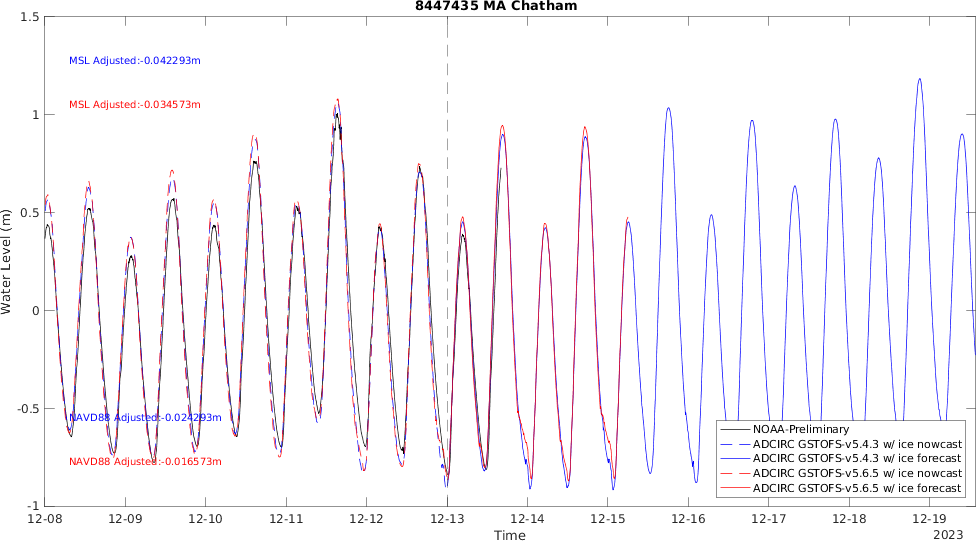 8447435 MA Chatham
1.5
1
0.5
0
-0.5
-1
Water Level (m)
MSL Adjusted:-0.042293m
MSL Adjusted:-0.034573m
NAVD88 Adjusted:-0.024293m
NAVD88 Adjusted:-0.016573m
NOAA-Preliminary
ADCIRC GSTOFS-v5.4.3 w/ ice nowcast
ADCIRC GSTOFS-v5.4.3 w/ ice forecast
ADCIRC GSTOFS-v5.6.5 w/ ice nowcast
ADCIRC GSTOFS-v5.6.5 w/ ice forecast
12-08 12-09 12-10 12-11 12-12 12-13 12-14 12-15 12-16 12-17 12-18 12-19
Time
2023